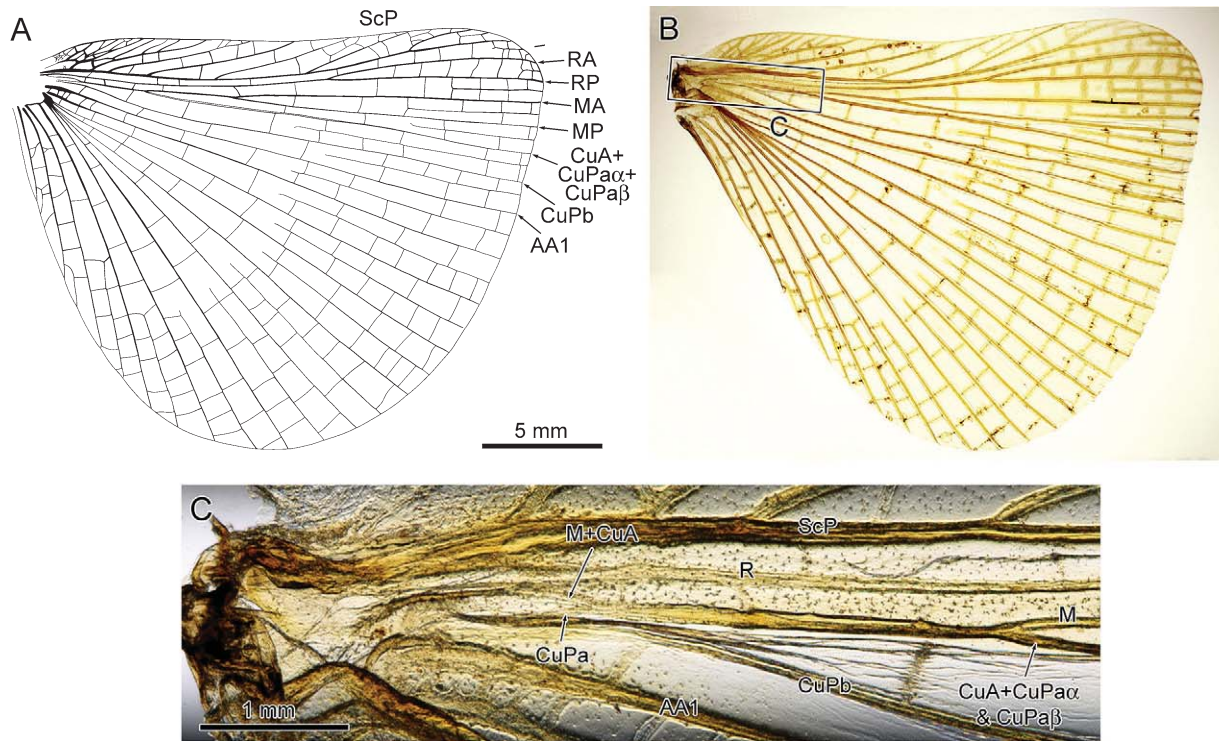 A
ScP
RA
RP
MA
MP
CuA+
CuPaα+
CuPaβ
CuPb
AA1
5 mm
B
C
C
M+CuA
ScP
R
M
CuPa
CuPb
CuA+CuPaα
& CuPaβ
AA1
1 mm